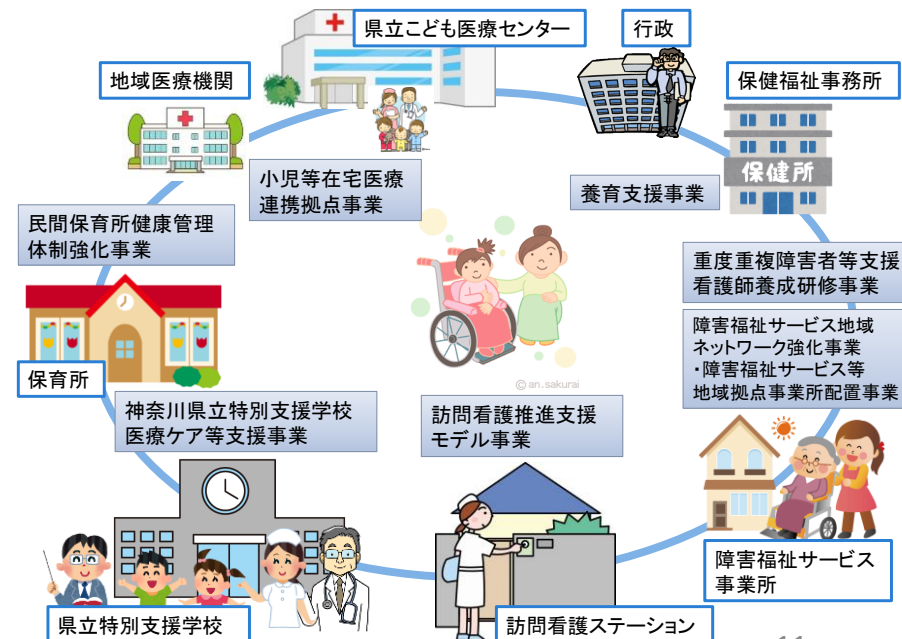 県立こども医療センター
行政
地域医療機関
保健福祉事務所
保健所
小児等在宅医療
連携拠点事業
養育支援事業
民間保育所健康管理
体制強化事業
重度重複障害者等支援
看護師養成研修事業
障害福祉サービス地域
ネットワーク強化事業
・障害福祉サービス等
地域拠点事業所配置事業
保育所
©an.sakurai
神奈川県立特別支援学校
医療ケア等支援事業
訪問看護推進支援
モデル事業
障害福祉サービス
事業所
県立特別支援学校
訪問看護ステーション